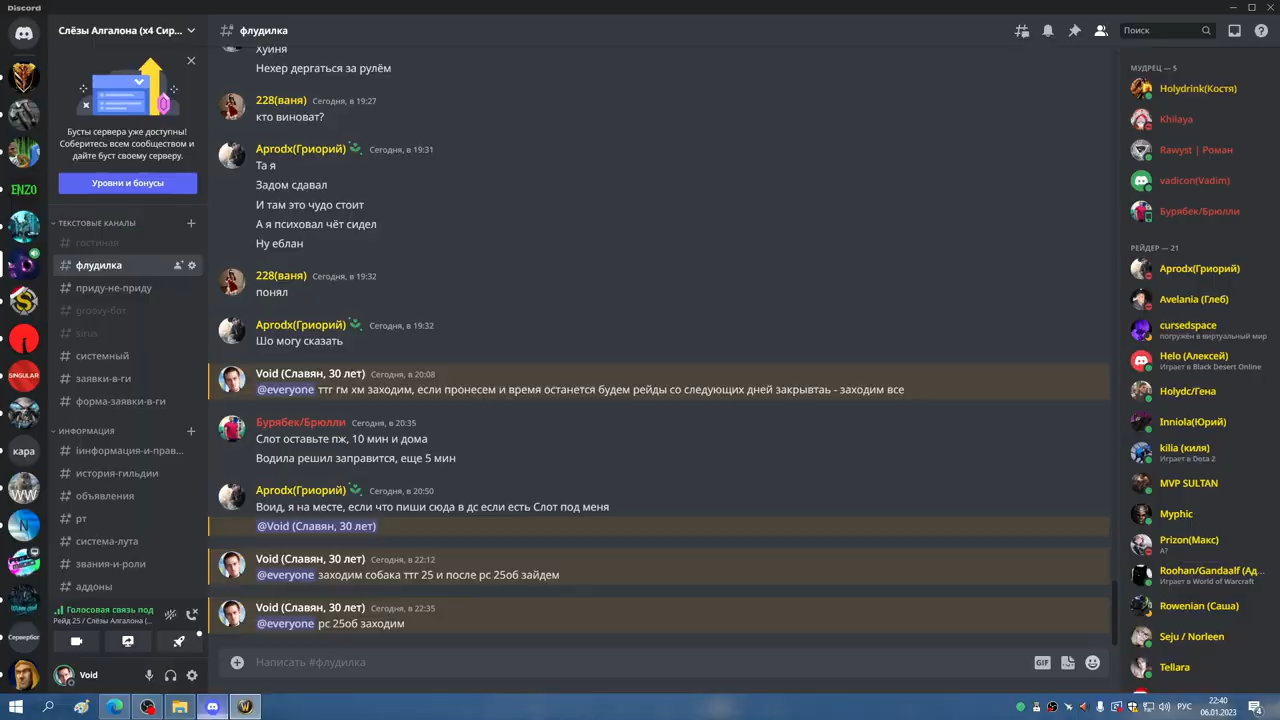 Discord
Слёзы Алгалона (x4 Сир...
флудилка
Поиск
Бусты сервера уже доступны!
Соберитесь всем сообществом и
дайте буст своему серверу.
Уровни и бонусы
ТЕКСТОВЫЕ КАНАЛЫ
гостиная
флудилка
приду-не-приду
groovy-бот
sirus
системный
заявки-в-ги
форма-заявки-в-ги
ИНФОРМАЦИЯ
информация-и-прав...
история-гильдии
объявления
рт
система-лута
звания-и-роли
аддоны
Голосовая связь под
Рейд 25 / Слёзы Алгалона (...
Void
ENZO
SINGULAR
кара
WW
N
Сервербог
Хуйня
Нехер дергаться за рулём
228(ваня) Сегодня, в 19:27
кто виноват?
Aprodx(Гриорий) Сегодня, в 19:31
Та я
Задом сдавал
И там это чудо стоит
А я психовал чёт сидел
Ну еблан
228(ваня) Сегодня, в 19:32
понял
Aprodx(Гриорий) Сегодня, в 19:32
Шо могу сказать
Void (Славян, 30 лет) Сегодня, в 20:08
@everyone ттг гм хм заходим, если пронесем и время останется будем рейды со следующих дней закрывтаь - заходим все
Бурябек/Брюлли Сегодня, в 20:35
Слот оставьте пж, 10 мин и дома
Водила решил заправится, еще 5 мин
Aprodx(Гриорий) Сегодня, в 20:50
Воид, я на месте, если что пиши сюда в дс если есть Слот под меня
@Void (Славян, 30 лет)
Void (Славян, 30 лет) Сегодня, в 22:12
@everyone заходим собака ттг 25 и после рс 25об зайдем
Void (Славян, 30 лет) Сегодня, в 22:35
@everyone рс 25об заходим
Написать #флудилка
GIF
МУДРЕЦ — 5
Holydrink(Костя)
Khilaya
Rawyst | Роман
vadicon(Vadim)
Бурябек/Брюлли
РЕЙДЕР — 21
Aprodx(Гриорий)
Avelania (Глеб)
cursedspace
погружён в виртуальный мир
Helo (Алексей)
Играет в Black Desert Online
Holydc/Гена
Inniola(Юрий)
kilia (киля)
Играет в Dota 2
MVP SULTAN
Myphic
Prizon(Макс)
A?
Roohan/Gandaalf (Ад...
Играет в World of Warcraft
Rowenian (Саша)
Seju / Norleen
Tellara
РУС
22:40
06.01.2023
4